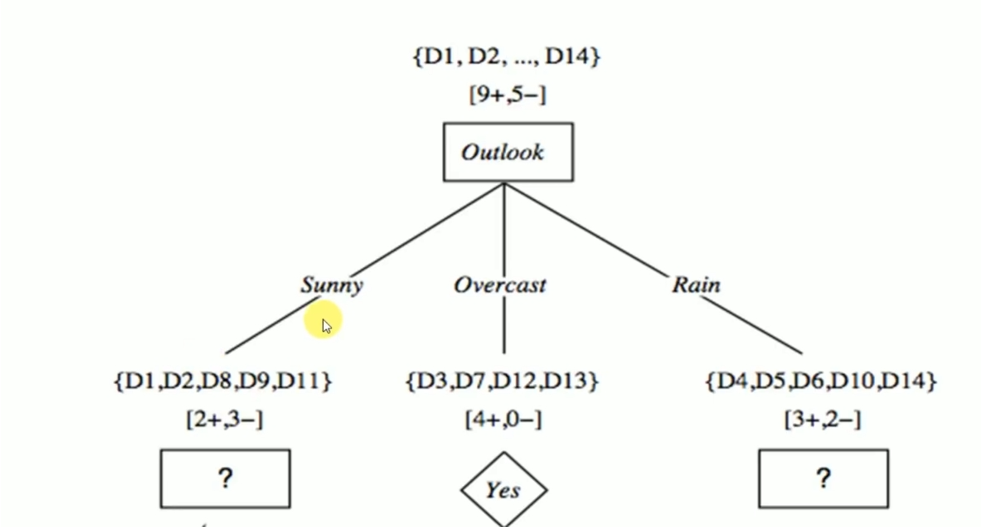 {D1, D2, ..., D14}
[9+,5−]
Outlook
Sunny
Overcast
Rain
{D1,D2,D8,D9,D11}
{D3,D7,D12,D13}
{D4,D5,D6,D10,D14}
[2+,3−]
[4+,0−]
[3+,2−]
?
Yes
?